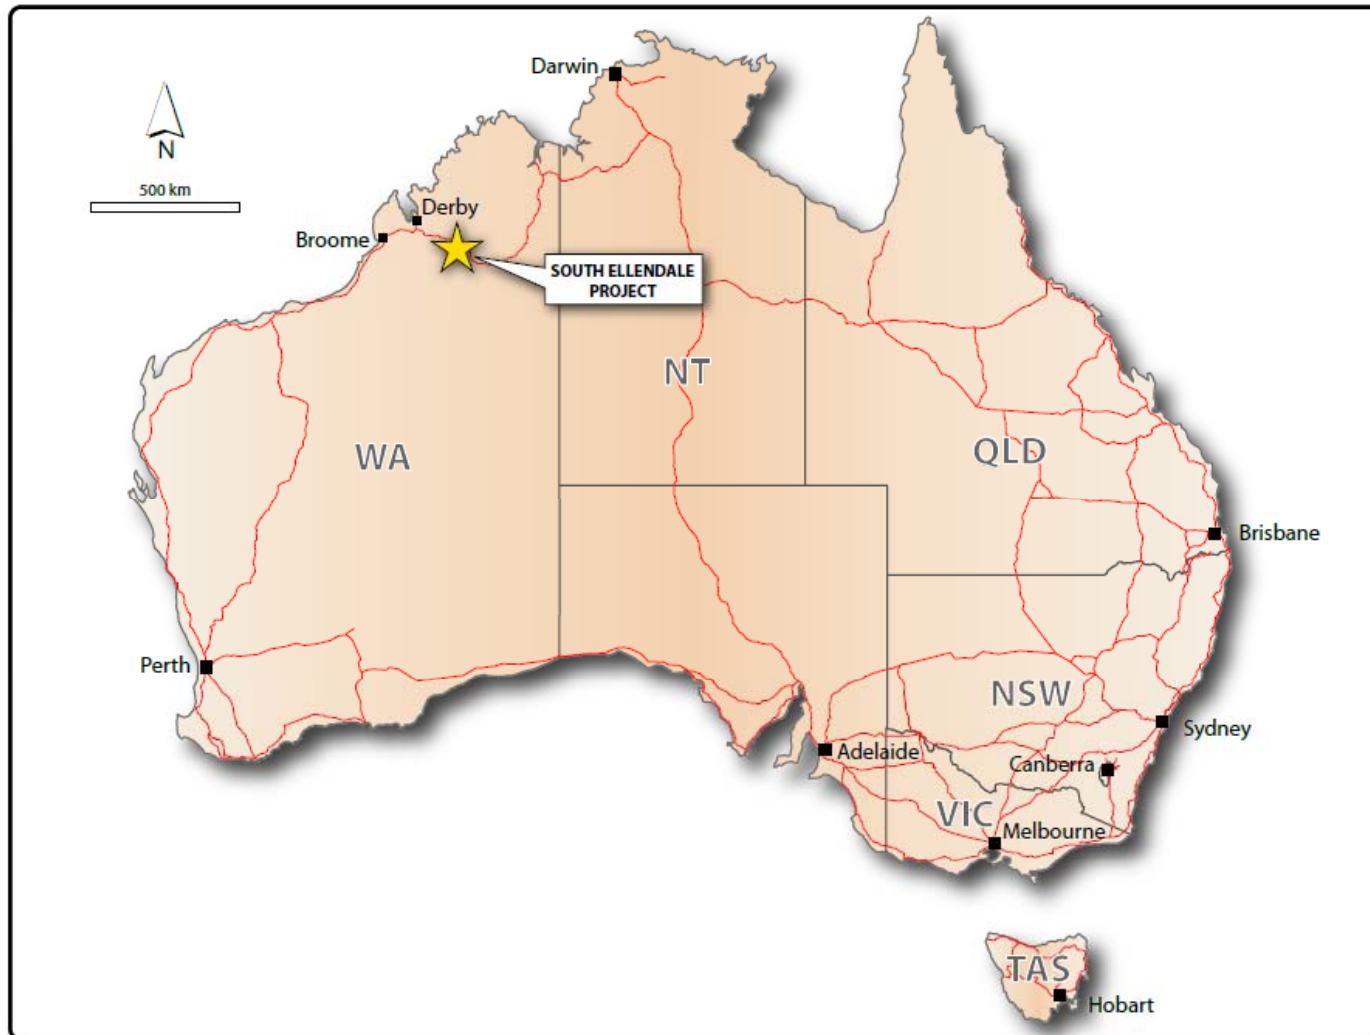 Darwin
N
500 km
Derby
Broome
SOUTH ELLENDALE
PROJECT
NT
WA
QLD
Brisbane
Perth
NSW
Sydney
Adelaide
Canberra
VIC
Melbourne
TAS
Hobart